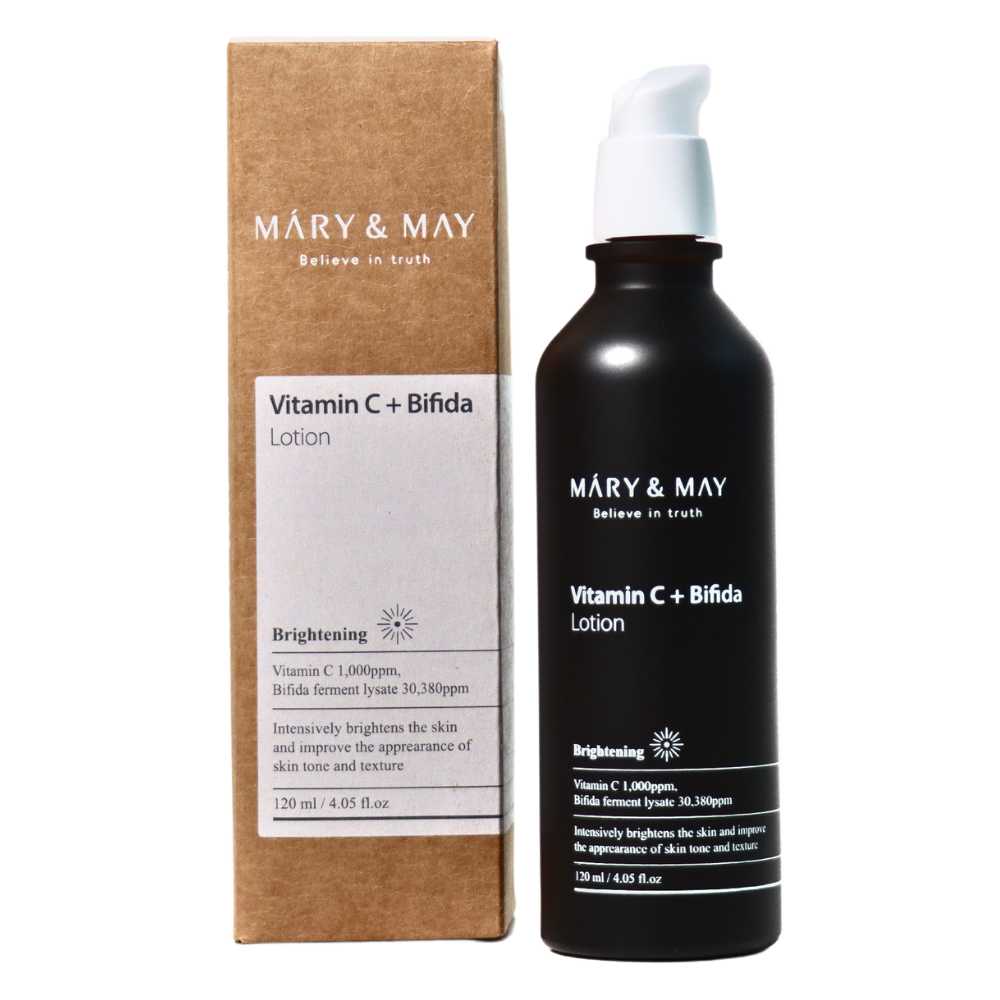 MÁRY & MAY
Believe in truth
Vitamin C + Bifida
Lotion
Brightening
Vitamin C 1,000ppm,
Bifida ferment lysate 30,380ppm
Intensively brightens the skin
and improve the apprearance of
skin tone and texture
120 ml / 4.05 fl.oz
MÁRY & MAY
Believe in truth
Vitamin C + Bifida
Lotion
Brightening
Vitamin C 1,000ppm,
Bifida ferment lysate 30,380ppm
Intensively brightens the skin and improve
the apprearance of skin tone and texture
120 ml / 4.05 fl.oz